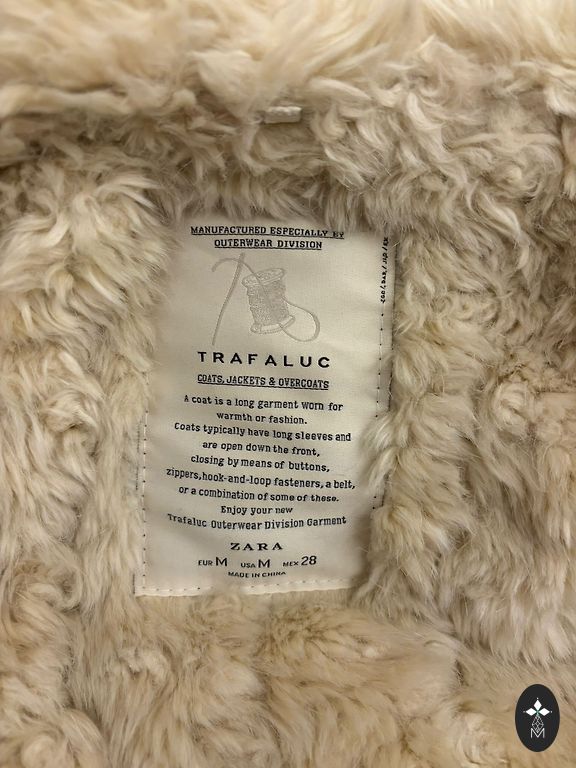 MANUFACTURED ESPECIALLY BY
OUTERWEAR DIVISION
TRAFALUC
COATS, JACKETS & OVERCOATS
A coat is a long garment worn for
warmth or fashion.
Coats typically have long sleeves and
are open down the front,
closing by means of buttons,
zippers,hook-and-loop fasteners, a belt,
or a combination of some of these.
Enjoy your new
Trafaluc Outerwear Division Garment
ZARA
EUR M USA M MEX 28
MADE IN CHINA
M